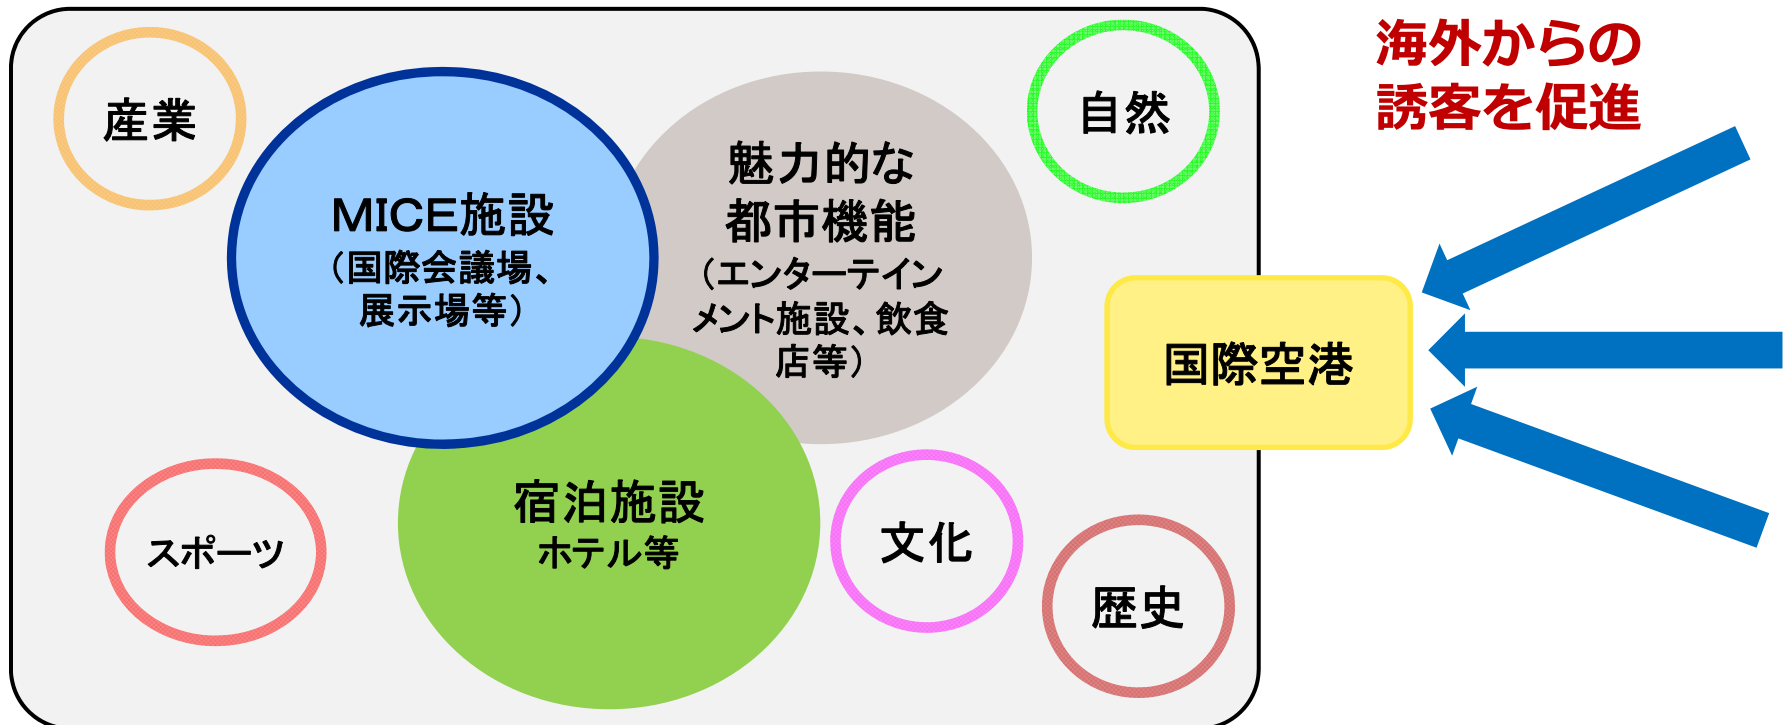 産業
MICE施設
（国際会議場、
展示場等）
魅力的な
都市機能
（エンターテイン
メント施設、飲食
店等）
自然
海外からの
誘客を促進
国際空港
スポーツ
宿泊施設
ホテル等
文化
歴史